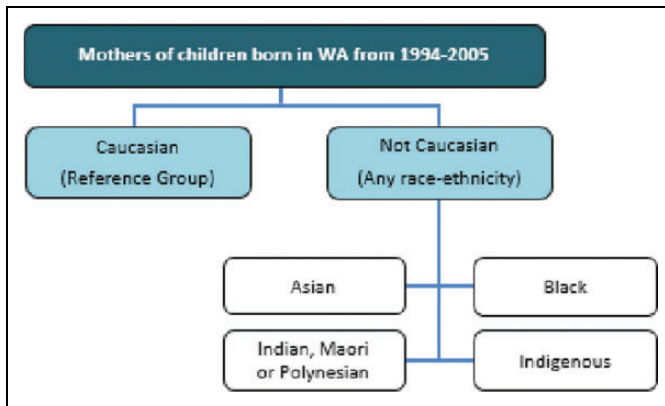 Mothers of children born in WA from 1994-2005
Caucasian
(Reference Group)
Not Caucasian
(Any race-ethnicity)
Asian
Black
Indian, Maori
or Polynesian
Indigenous